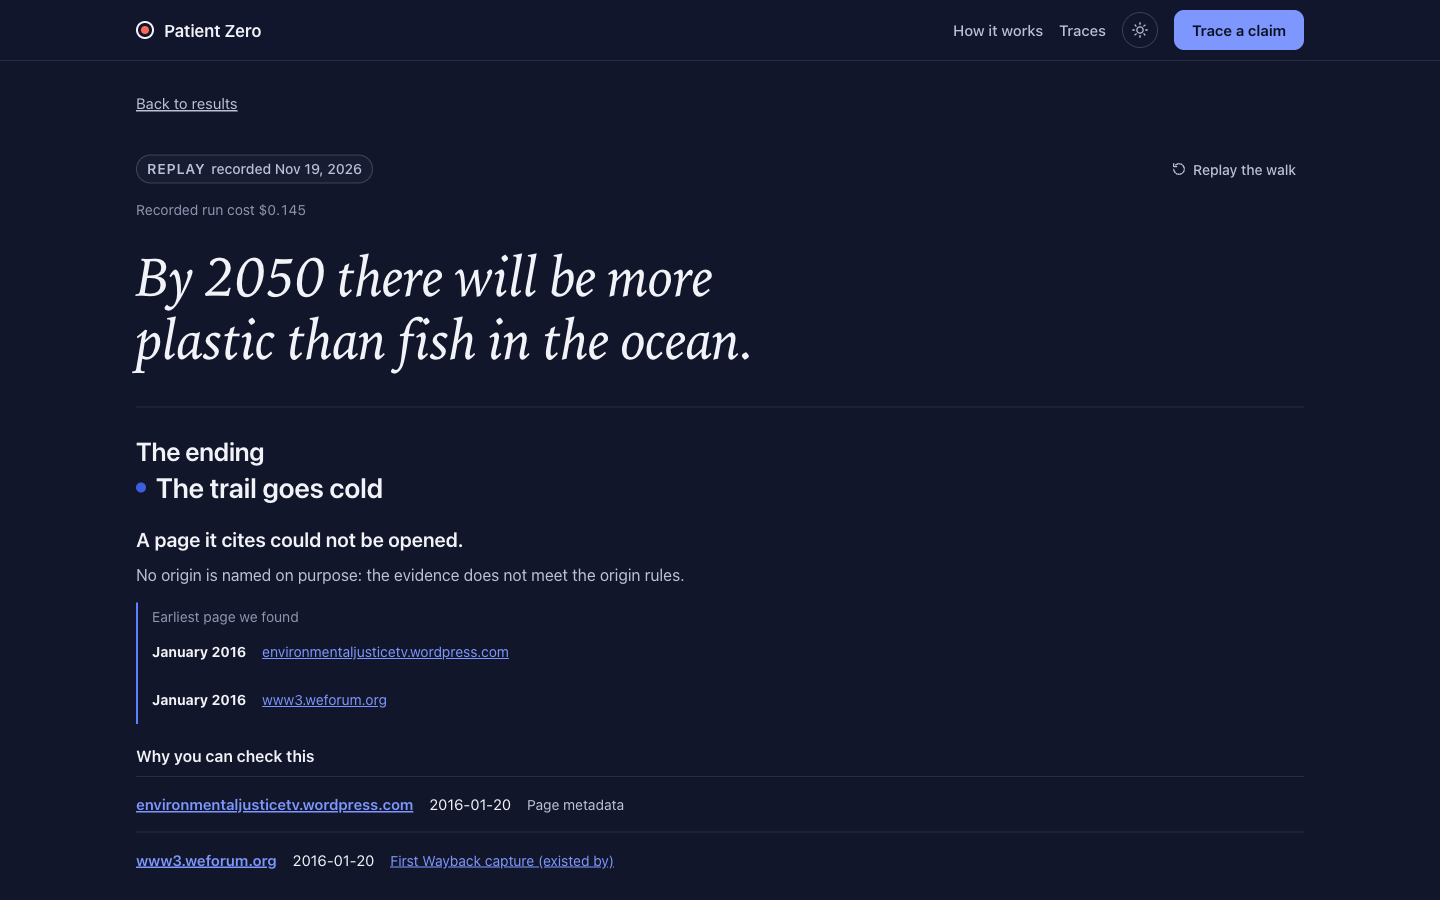 Patient Zero
How it works
Traces
Trace a claim
Back to results
REPLAY recorded Nov 19, 2026
Replay the walk
Recorded run cost $0.145
By 2050 there will be more
plastic than fish in the ocean.
The ending
The trail goes cold
A page it cites could not be opened.
No origin is named on purpose: the evidence does not meet the origin rules.
Earliest page we found
January 2016 environmentaljusticetv.wordpress.com
January 2016 www3.weforum.org
Why you can check this
environmentaljusticetv.wordpress.com 2016-01-20 Page metadata
www3.weforum.org 2016-01-20 First Wayback capture (existed by)